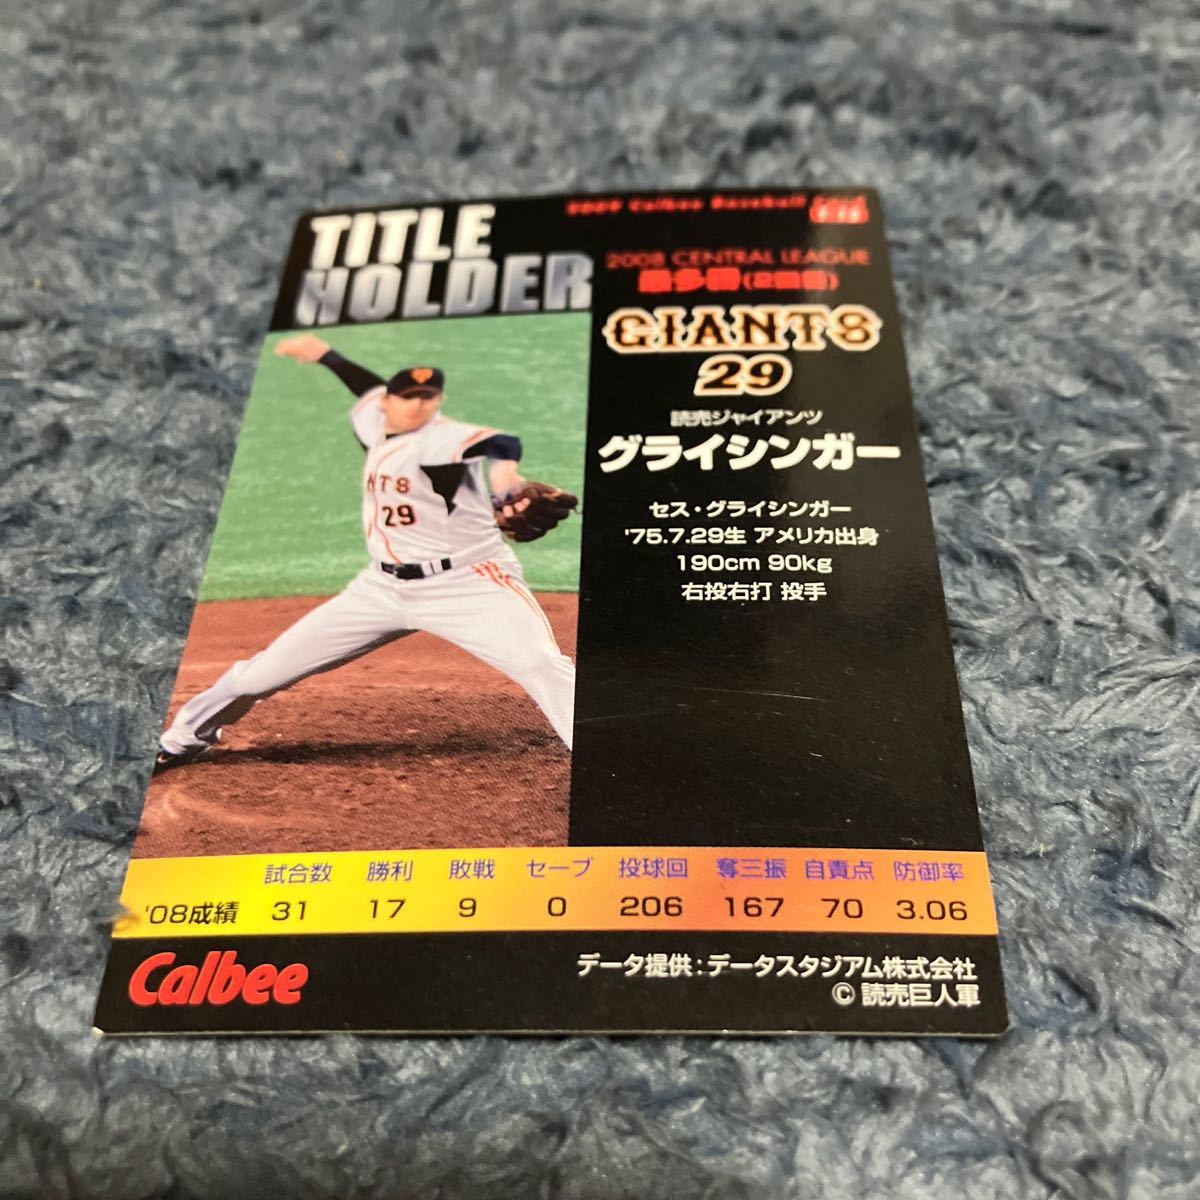 TITLE
HOLDER
2009 Calbee Baseball Card
2008 CENTRAL LEAGUE
最多勝(2回目)
GIANTS
29
読売ジャイアンツ
グライシンガー
セス・グライシンガー
'75.7.29生 アメリカ出身
190cm 90kg
右投右打 投手
NTS
29
試合数 勝利 敗戦 セーブ 投球回 奪三振 自責点 防御率
'08成績 31 17 9 0 206 167 70 3.06
Calbee
データ提供:データスタジアム株式会社
© 読売巨人軍